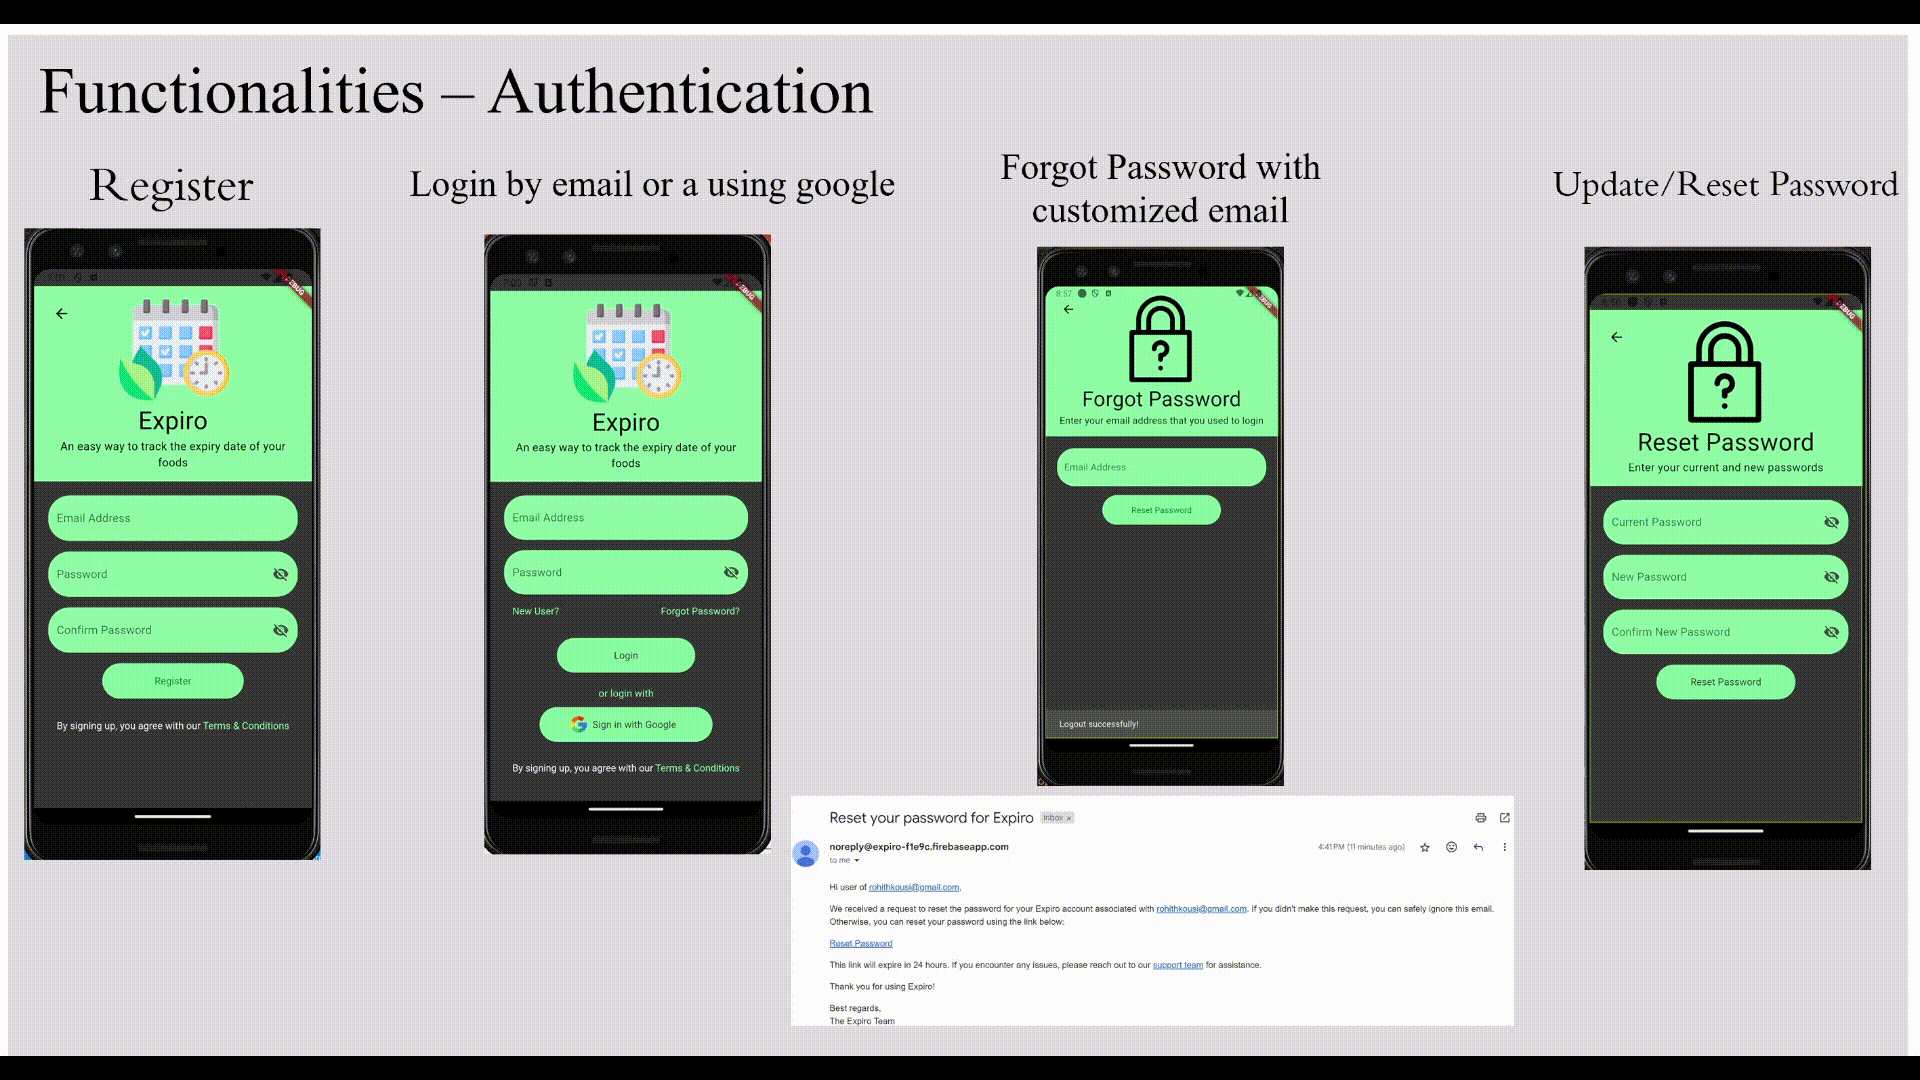 Functionalities – Authentication
Register
Expiro
An easy way to track the expiry date of your
foods
Email Address
Password
Confirm Password
Register
By signing up, you agree with our Terms & Conditions
Login by email or a using google
Expiro
An easy way to track the expiry date of your
foods
Email Address
Password
New User? Forgot Password?
Login
or login with
Sign in with Google
By signing up, you agree with our Terms & Conditions
Forgot Password with
customized email
8:57
Forgot Password
Enter your email address that you used to login
Email Address
Reset Password
Logout successfully!
Reset your password for Expiro Inbox x
noreply@expiro-f1e9c.firebaseapp.com 4:41 PM (11 minutes ago)
to me
Hi user of rohithkousi@gmail.com,
We received a request to reset the password for your Expiro account associated with rohithkousi@gmail.com. If you didn't make this request, you can safely ignore this email.
Otherwise, you can reset your password using the link below:
Reset Password
This link will expire in 24 hours. If you encounter any issues, please reach out to our support team for assistance.
Thank you for using Expiro!
Best regards,
The Expiro Team
Update/Reset Password
Reset Password
Enter your current and new passwords
Current Password
New Password
Confirm New Password
Reset Password